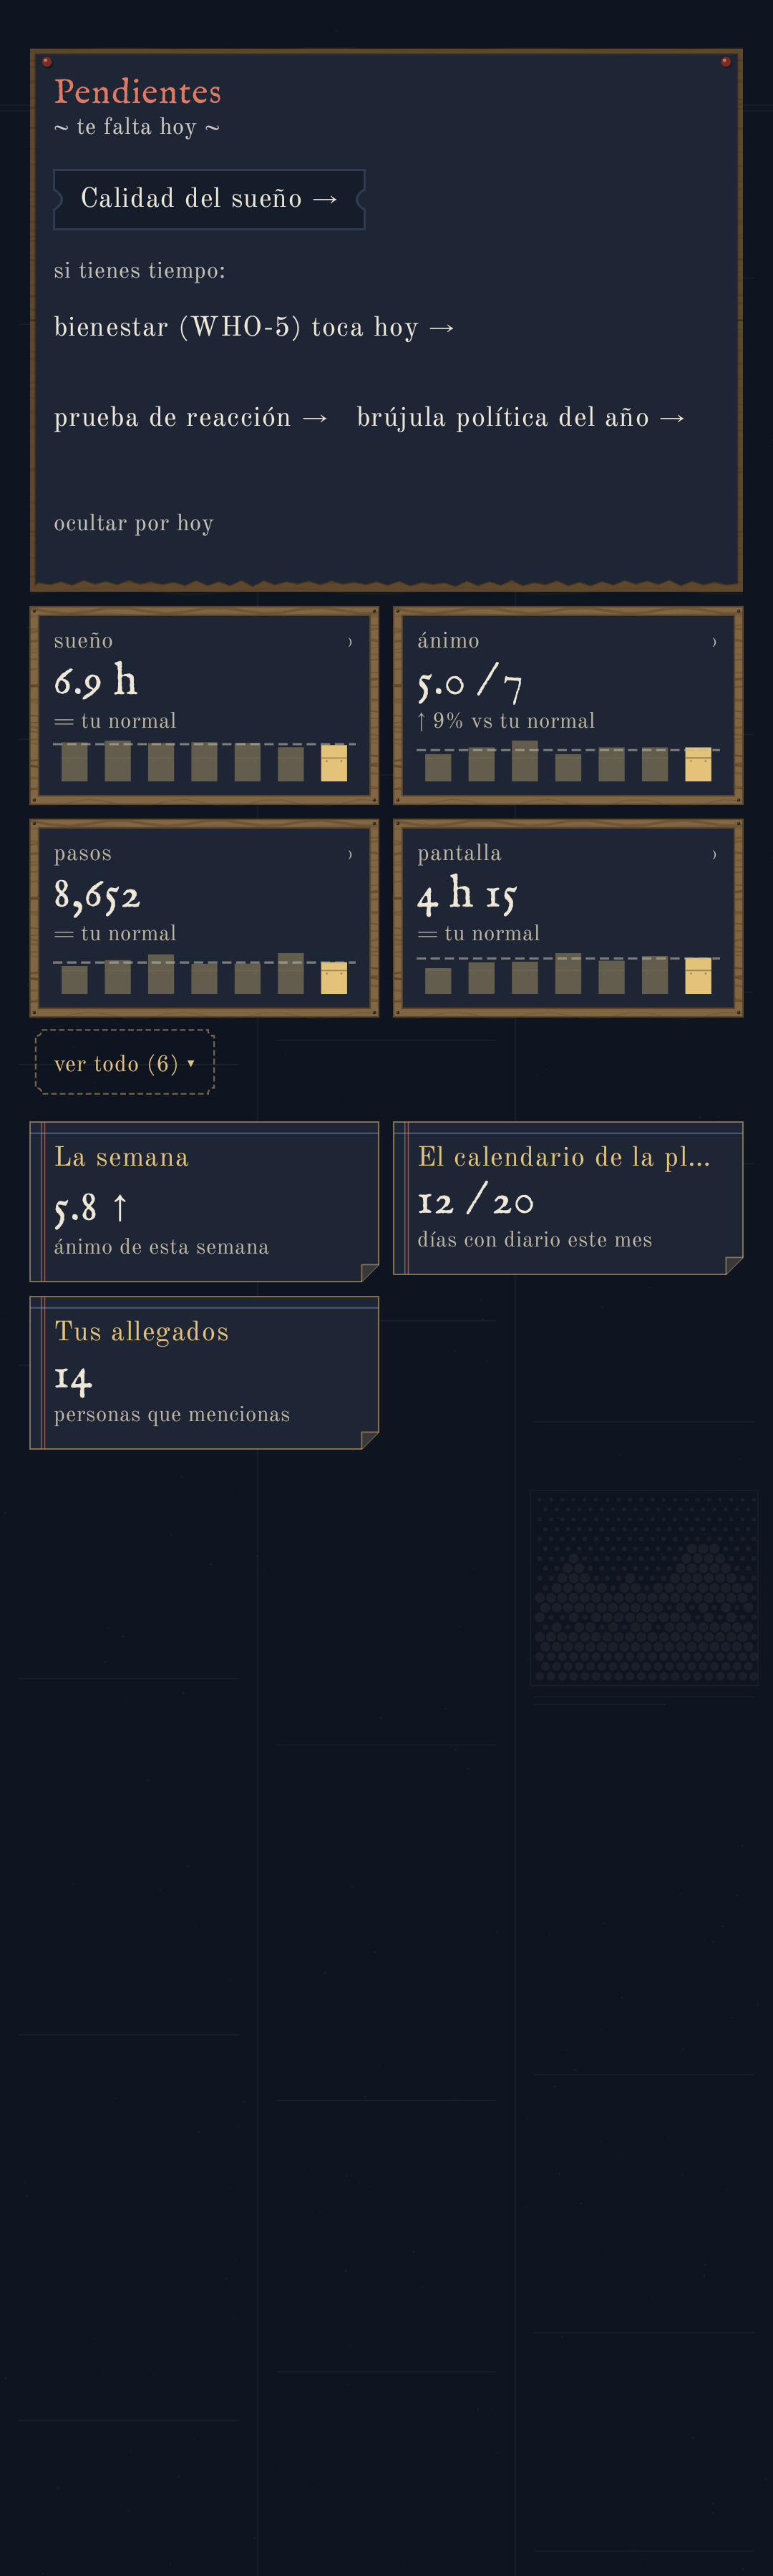 Pendientes
~ te falta hoy ~
Calidad del sueño →
si tienes tiempo:
bienestar (WHO-5) toca hoy →
prueba de reacción → brújula política del año →
ocultar por hoy
sueño ›
6.9 h
= tu normal
ánimo ›
5.0 /7
↑ 9% vs tu normal
pasos ›
8,652
= tu normal
pantalla ›
4 h 15
= tu normal
ver todo (6) ▾
La semana
5.8 ↑
ánimo de esta semana
El calendario de la pl...
12 /20
días con diario este mes
Tus allegados
14
personas que mencionas